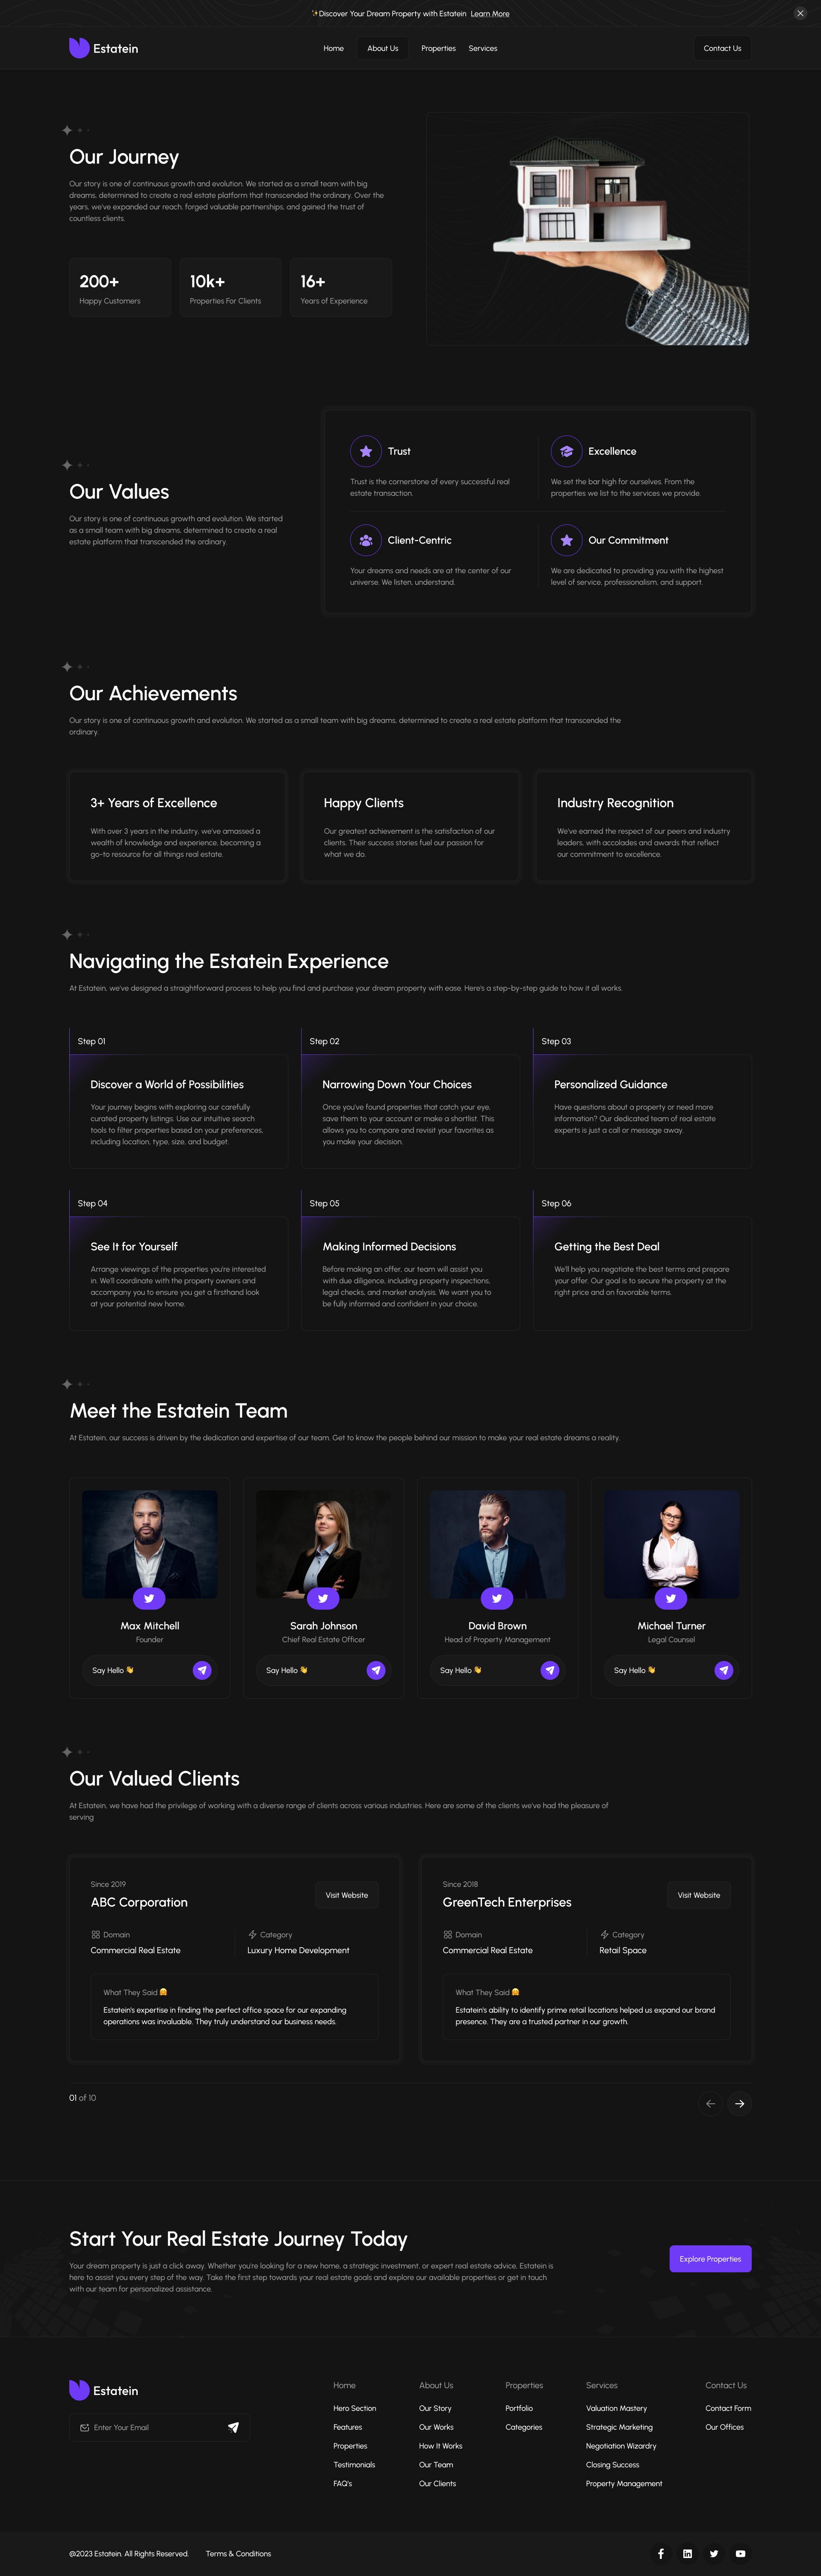 ✨Discover Your Dream Property with Estatein Learn More
Estatein
Home
About Us
Properties
Services
Contact Us
Our Journey
Our story is one of continuous growth and evolution. We started as a small team with big
dreams, determined to create a real estate platform that transcended the ordinary. Over the
years, we've expanded our reach, forged valuable partnerships, and gained the trust of
countless clients.
200+
Happy Customers
10k+
Properties For Clients
16+
Years of Experience
Our Values
Our story is one of continuous growth and evolution. We started
as a small team with big dreams, determined to create a real
estate platform that transcended the ordinary.
Trust
Trust is the cornerstone of every successful real
estate transaction.
Excellence
We set the bar high for ourselves. From the
properties we list to the services we provide.
Client-Centric
Your dreams and needs are at the center of our
universe. We listen, understand.
Our Commitment
We are dedicated to providing you with the highest
level of service, professionalism, and support.
Our Achievements
Our story is one of continuous growth and evolution. We started as a small team with big dreams, determined to create a real estate platform that transcended the
ordinary.
3+ Years of Excellence
With over 3 years in the industry, we've amassed a
wealth of knowledge and experience, becoming a
go-to resource for all things real estate.
Happy Clients
Our greatest achievement is the satisfaction of our
clients. Their success stories fuel our passion for
what we do.
Industry Recognition
We've earned the respect of our peers and industry
leaders, with accolades and awards that reflect
our commitment to excellence.
Navigating the Estatein Experience
At Estatein, we've designed a straightforward process to help you find and purchase your dream property with ease. Here's a step-by-step guide to how it all works.
Step 01
Discover a World of Possibilities
Your journey begins with exploring our carefully
curated property listings. Use our intuitive search
tools to filter properties based on your preferences,
including location, type, size, and budget.
Step 02
Narrowing Down Your Choices
Once you've found properties that catch your eye,
save them to your account or make a shortlist. This
allows you to compare and revisit your favorites as
you make your decision.
Step 03
Personalized Guidance
Have questions about a property or need more
information? Our dedicated team of real estate
experts is just a call or message away.
Step 04
See It for Yourself
Arrange viewings of the properties you're interested
in. We'll coordinate with the property owners and
accompany you to ensure you get a firsthand look
at your potential new home.
Step 05
Making Informed Decisions
Before making an offer, our team will assist you
with due diligence, including property inspections,
legal checks, and market analysis. We want you to
be fully informed and confident in your choice.
Step 06
Getting the Best Deal
We'll help you negotiate the best terms and prepare
your offer. Our goal is to secure the property at the
right price and on favorable terms.
Meet the Estatein Team
At Estatein, our success is driven by the dedication and expertise of our team. Get to know the people behind our mission to make your real estate dreams a reality.
Max Mitchell
Founder
Say Hello 👋
Sarah Johnson
Chief Real Estate Officer
Say Hello 👋
David Brown
Head of Property Management
Say Hello 👋
Michael Turner
Legal Counsel
Say Hello 👋
Our Valued Clients
At Estatein, we have had the privilege of working with a diverse range of clients across various industries. Here are some of the clients we've had the pleasure of
serving
Since 2019
ABC Corporation
Visit Website
Domain
Commercial Real Estate
Category
Luxury Home Development
What They Said
Estatein's expertise in finding the perfect office space for our expanding
operations was invaluable. They truly understand our business needs.
Since 2018
GreenTech Enterprises
Visit Website
Domain
Commercial Real Estate
Category
Retail Space
What They Said
Estatein's ability to identify prime retail locations helped us expand our brand
presence. They are a trusted partner in our growth.
01 of 10
Start Your Real Estate Journey Today
Your dream property is just a click away. Whether you're looking for a new home, a strategic investment, or expert real estate advice, Estatein is
here to assist you every step of the way. Take the first step towards your real estate goals and explore our available properties or get in touch
with our team for personalized assistance.
Explore Properties
Estatein
Enter Your Email
Home
Hero Section
Features
Properties
Testimonials
FAQ's
About Us
Our Story
Our Works
How It Works
Our Team
Our Clients
Properties
Portfolio
Categories
Services
Valuation Mastery
Strategic Marketing
Negotiation Wizardry
Closing Success
Property Management
Contact Us
Contact Form
Our Offices
@2023 Estatein. All Rights Reserved.
Terms & Conditions